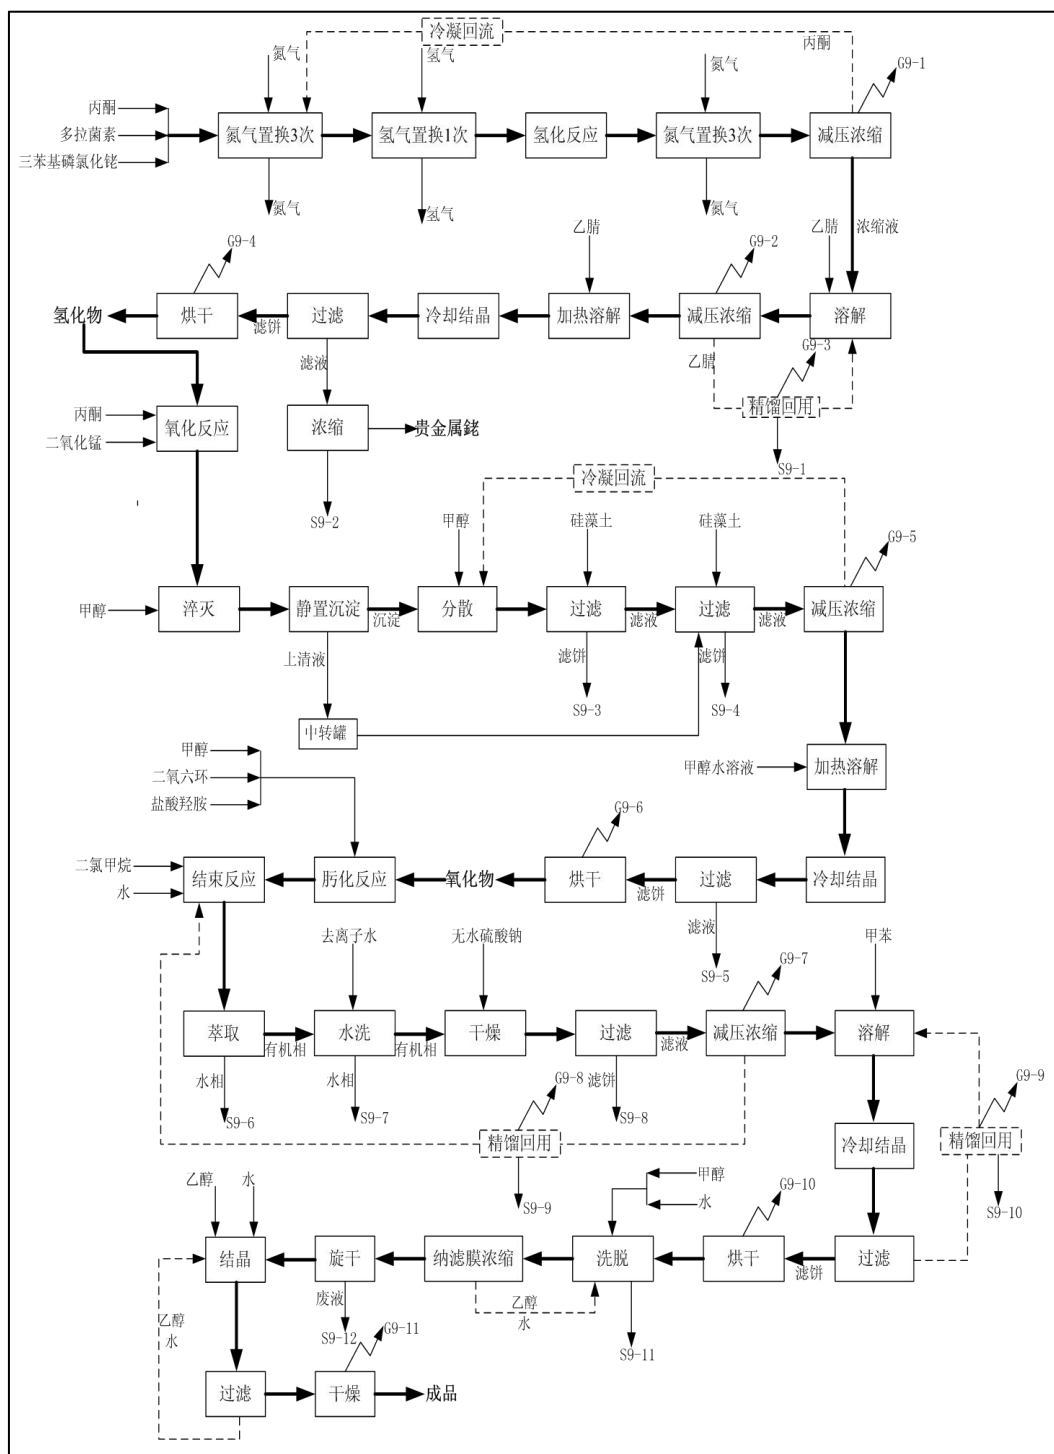 冷凝回流
丙酮
氮气
氢气
氮气
G9-1
丙酮
多拉菌素
三苯基磷氯化铑
氮气置换3次
氢气置换1次
氢化反应
氮气置换3次
减压浓缩
氮气
氢气
氮气
G9-4
乙腈
G9-2
乙腈
浓缩液
氢化物
烘干
滤饼
过滤
冷却结晶
加热溶解
减压浓缩
溶解
滤液
乙腈
G9-3
丙酮
二氧化锰
氧化反应
浓缩
贵金属铑
精馏回用
S9-1
冷凝回流
S9-2
甲醇
硅藻土
硅藻土
G9-5
甲醇
淬灭
静置沉淀
沉淀
分散
过滤
滤液
过滤
滤液
减压浓缩
上清液
滤饼
滤饼
S9-3
S9-4
中转罐
甲醇
二氧六环
盐酸羟胺
甲醇水溶液
加热溶解
G9-6
二氯甲烷
水
结束反应
肟化反应
氧化物
烘干
滤饼
过滤
冷却结晶
滤液
S9-5
去离子水
无水硫酸钠
G9-7
甲苯
萃取
有机相
水洗
有机相
干燥
过滤
滤液
减压浓缩
溶解
水相
S9-6
水相
S9-7
滤饼
S9-8
G9-8
G9-9
精馏回用
S9-9
冷却结晶
精馏回用
S9-10
乙醇
水
甲醇
水
G9-10
结晶
旋干
纳滤膜浓缩
洗脱
烘干
滤饼
过滤
乙醇
水
废液
S9-12
乙醇
水
S9-11
G9-11
过滤
干燥
成品